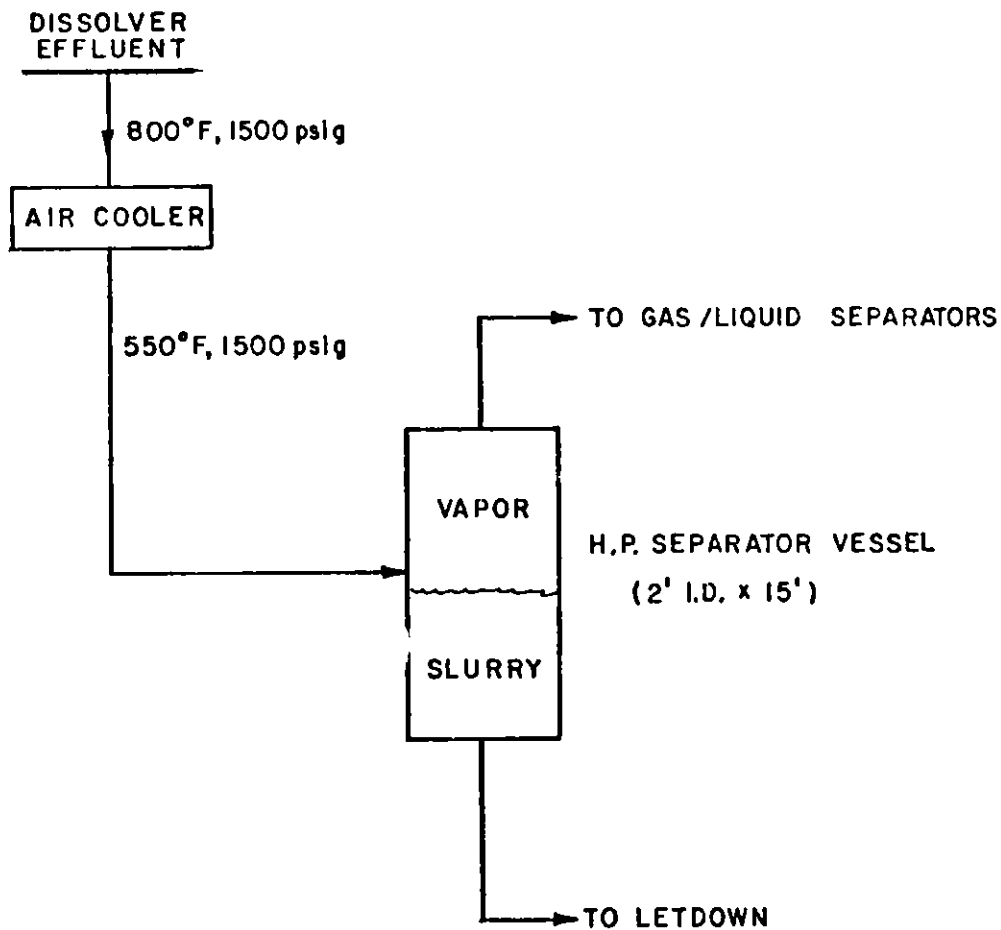 DISSOLVER
EFFLUENT
800°F, 1500 psig
AIR COOLER
550°F, 1500 psig
TO GAS/LIQUID SEPARATORS
VAPOR
H.P. SEPARATOR VESSEL
(2' I.D. x 15')
SLURRY
TO LETDOWN